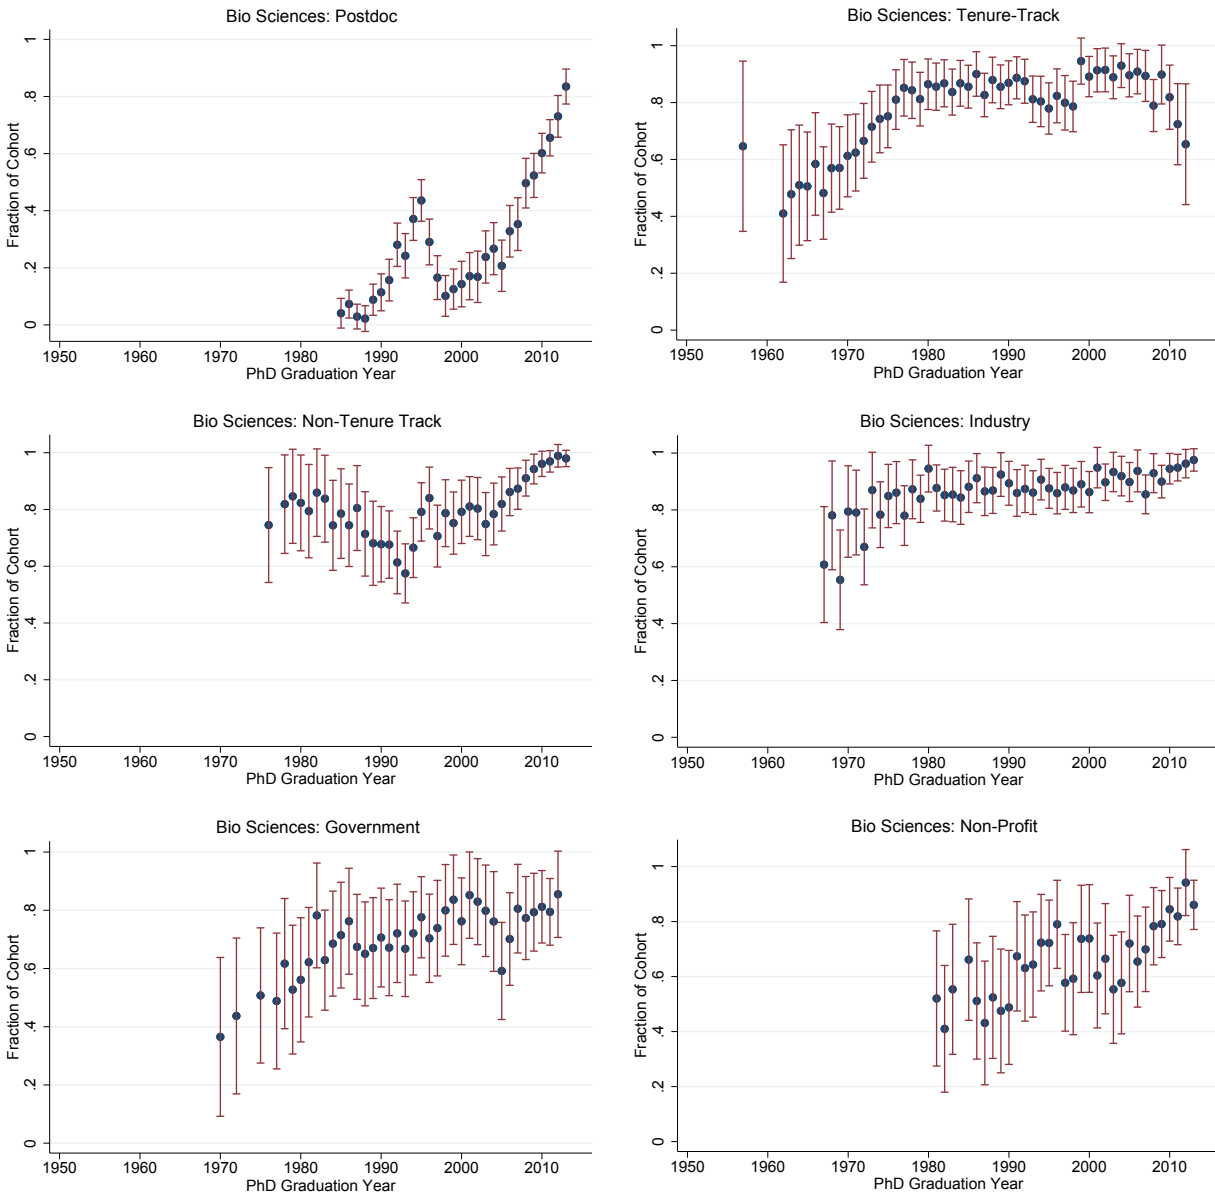 Bio Sciences: Postdoc
Fraction of Cohort
1
.8
.6
.4
.2
0
1950 1960 1970 1980 1990 2000 2010
PhD Graduation Year
Bio Sciences: Tenure-Track
Fraction of Cohort
1
.8
.6
.4
.2
0
1950 1960 1970 1980 1990 2000 2010
PhD Graduation Year
Bio Sciences: Non-Tenure Track
Fraction of Cohort
1
.8
.6
.4
.2
0
1950 1960 1970 1980 1990 2000 2010
PhD Graduation Year
Bio Sciences: Industry
Fraction of Cohort
1
.8
.6
.4
.2
0
1950 1960 1970 1980 1990 2000 2010
PhD Graduation Year
Bio Sciences: Government
Fraction of Cohort
1
.8
.6
.4
.2
0
1950 1960 1970 1980 1990 2000 2010
PhD Graduation Year
Bio Sciences: Non-Profit
Fraction of Cohort
1
.8
.6
.4
.2
0
1950 1960 1970 1980 1990 2000 2010
PhD Graduation Year